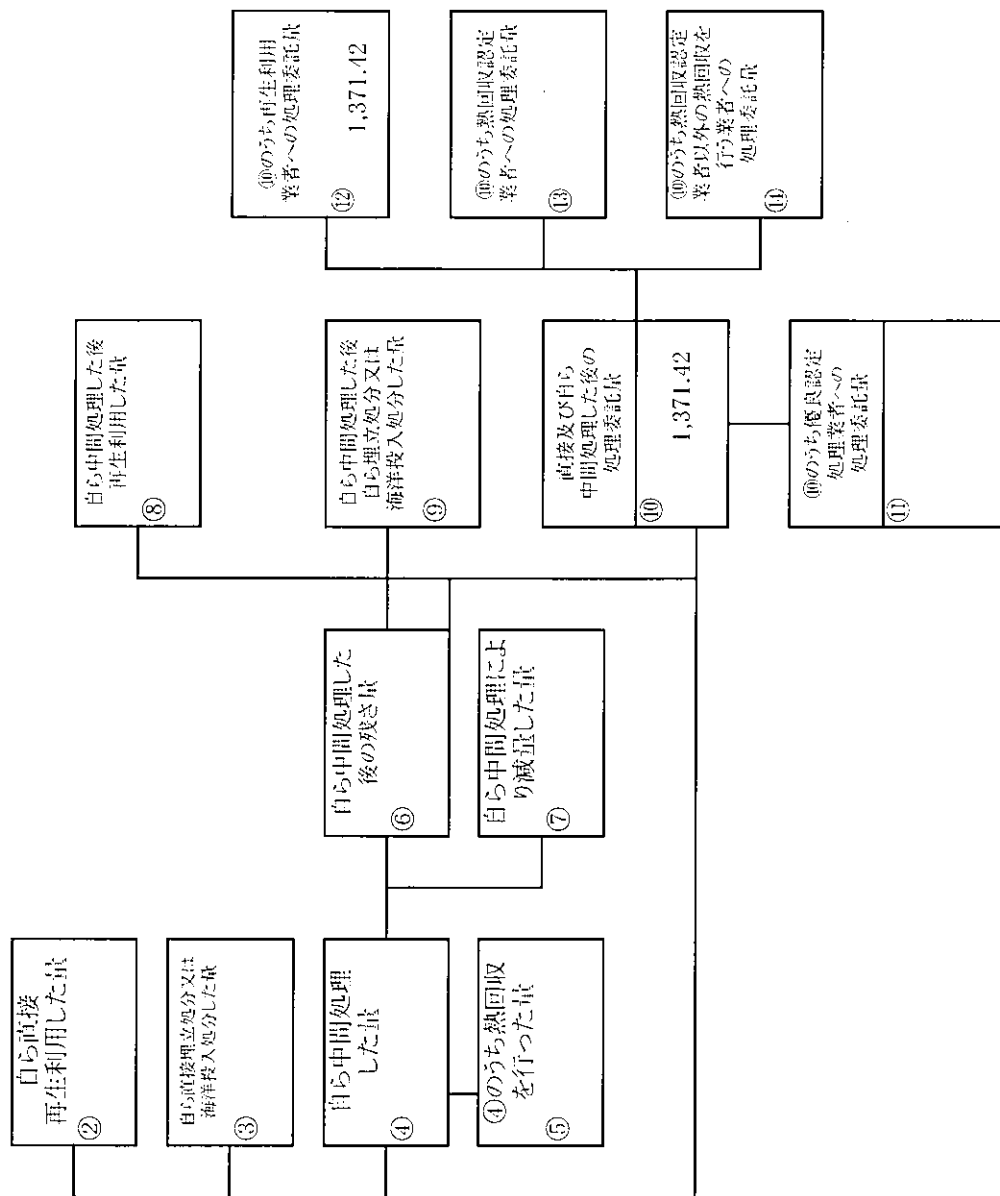 自ら直接
再生利用した量
②
自ら直接埋立処分又は
海洋投入処分した量
③
自ら中間処理
した量
④
④のうち熱回収
を行った量
⑤
自ら中間処理した
後の残さ量
⑥
自ら中間処理によ
り減量した量
⑦
自ら中間処理した後
再生利用した量
⑧
自ら中間処理した後
自ら埋立処分又は
海洋投入処分した量
⑨
直接及び自ら
中間処理した後の
処理委託量
⑩
1,371.42
⑩のうち優良認定
処理業者への
処理委託量
⑪
⑩のうち再生利用
業者への処理委託量
⑫
1,371.42
⑩のうち熱回収認定
業者への処理委託量
⑬
⑩のうち熱回収認定
業者以外の熱回収を
行う業者への
処理委託量
⑭